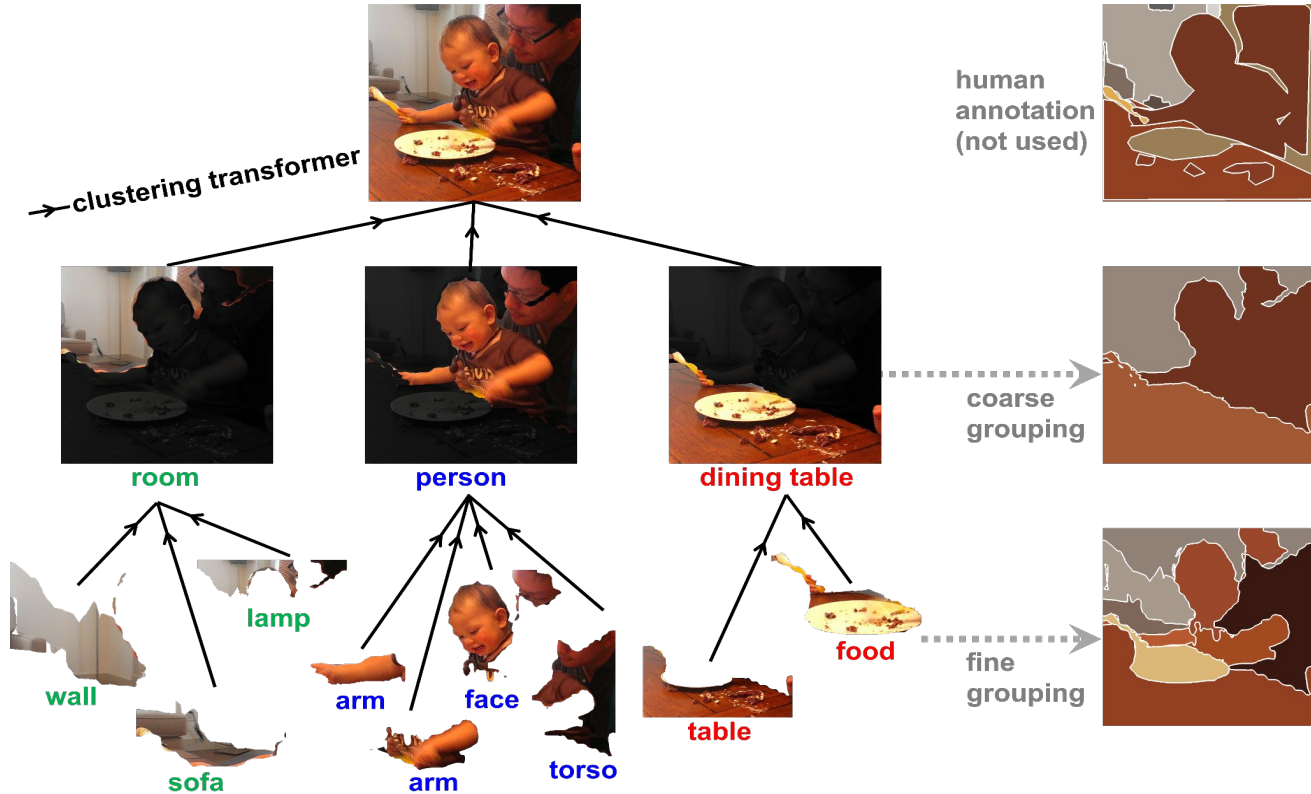 human
annotation
(not used)
clustering transformer
coarse
grouping
room
person
dining table
lamp
food
wall
arm
face
fine
grouping
table
sofa
arm
torso